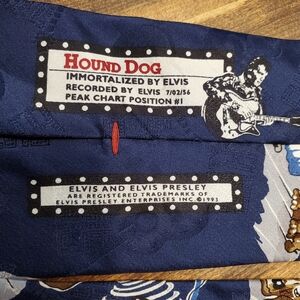 HOUND DOG
IMMORTALIZED BY ELVIS
RECORDED BY ELVIS 7/02/56
PEAK CHART POSITION #1
ELVIS AND ELVIS PRESLEY
ARE REGISTERED TRADEMARKS OF
ELVIS PRESLEY ENTERPRISES INC. ©1992